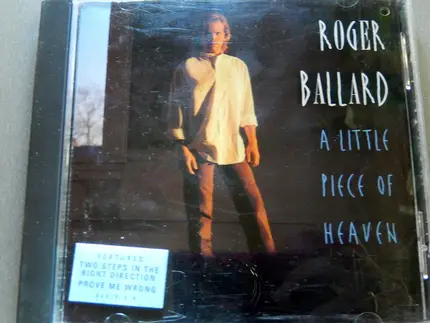 ROGER
BALLARD
A LITTLE
PIECE OF
HEAVEN
FEATURES
TWO STEPS IN THE
RIGHT DIRECTION
PROVE ME WRONG